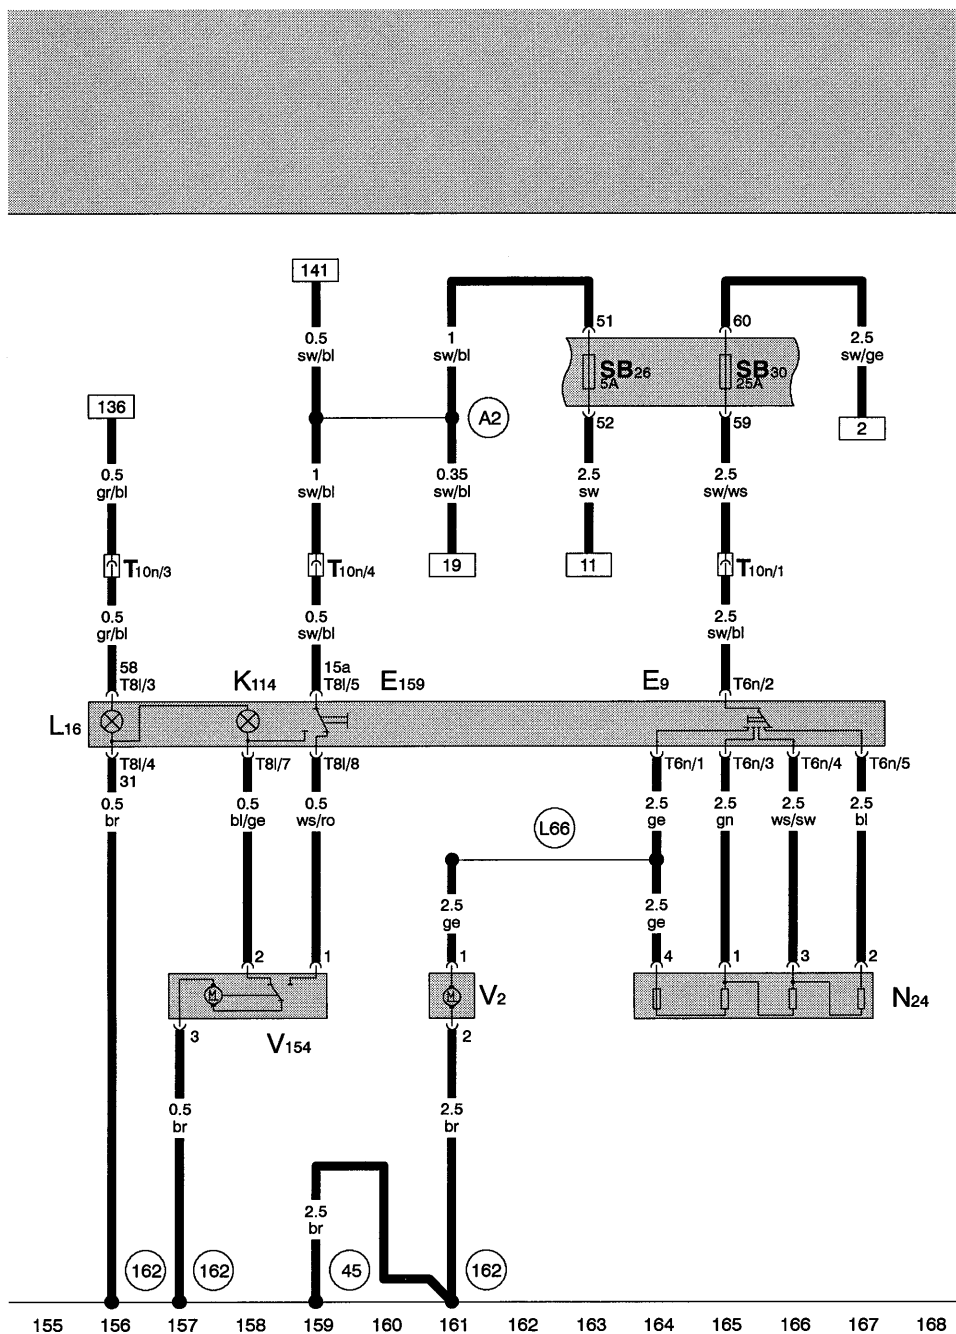 141
51
60
0.5
sw/bl
1
sw/bl
2.5
sw/ge
SB26
5A
SB30
25A
136
A2
52
59
2
0.5
gr/bl
1
sw/bl
0.35
sw/bl
2.5
sw
2.5
sw/ws
T10n/3
T10n/4
19
11
T10n/1
0.5
gr/bl
0.5
sw/bl
2.5
sw/bl
58
T8l/3
K114
15a
T8l/5
E159
E9
T6n/2
L16
T8l/4
31
T8l/7
T8l/8
T6n/1
T6n/3
T6n/4
T6n/5
0.5
br
0.5
bl/ge
0.5
ws/ro
2.5
ge
2.5
gn
2.5
ws/sw
2.5
bl
L66
2.5
ge
2.5
ge
2
1
1
4
1
3
2
M
M
V2
N24
3
V154
2
0.5
br
2.5
br
2.5
br
162
162
45
162
155 156 157 158 159 160 161 162 163 164 165 166 167 168